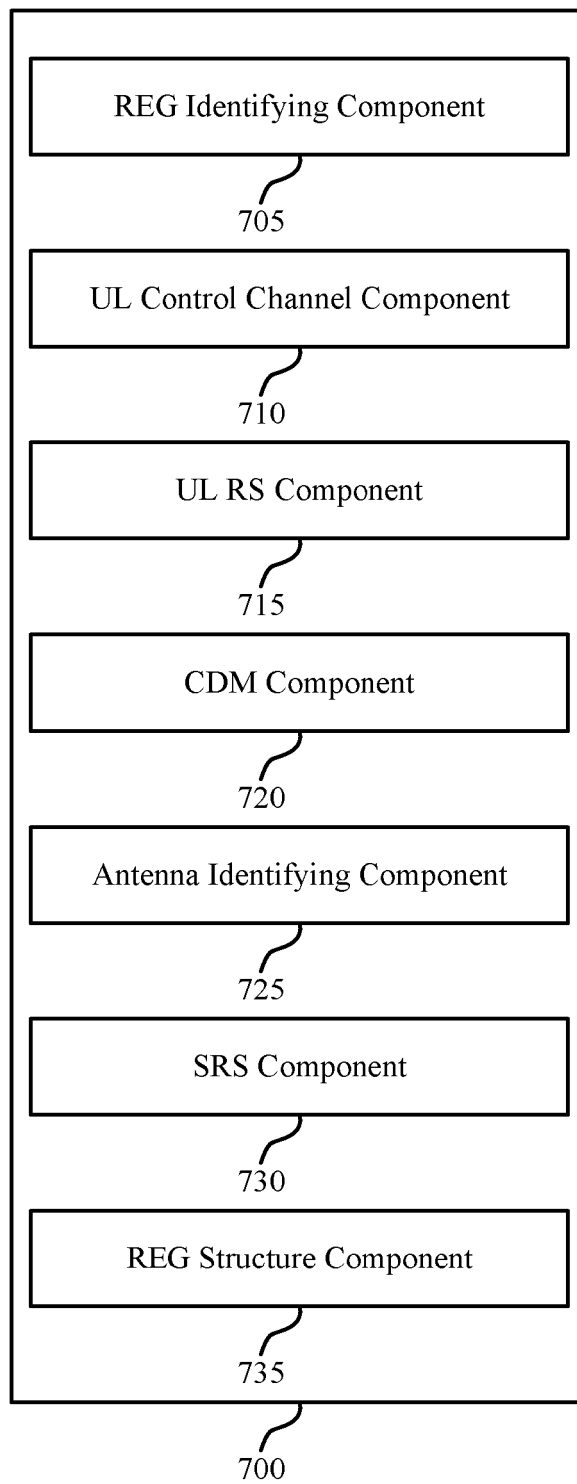 REG Identifying Component
705
UL Control Channel Component
710
UL RS Component
715
CDM Component
720
Antenna Identifying Component
725
SRS Component
730
REG Structure Component
735
700